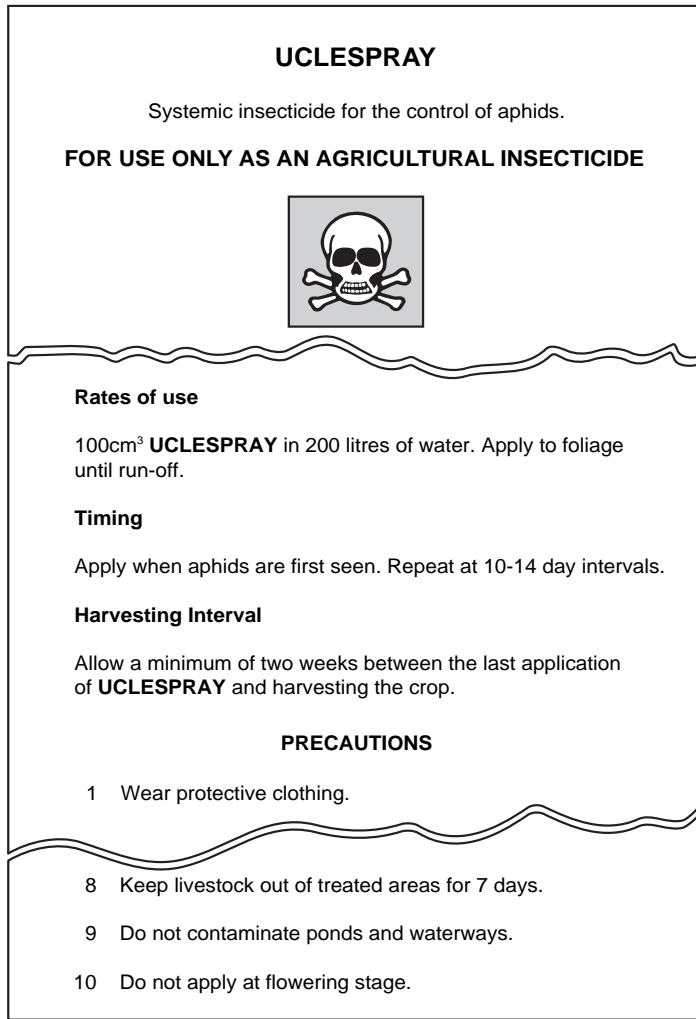 UCLESPRAY
Systemic insecticide for the control of aphids.
FOR USE ONLY AS AN AGRICULTURAL INSECTICIDE
Rates of use
100cm³ UCLESPRAY in 200 litres of water. Apply to foliage
until run-off.
Timing
Apply when aphids are first seen. Repeat at 10-14 day intervals.
Harvesting Interval
Allow a minimum of two weeks between the last application
of UCLESPRAY and harvesting the crop.
PRECAUTIONS
1 Wear protective clothing.
8 Keep livestock out of treated areas for 7 days.
9 Do not contaminate ponds and waterways.
10 Do not apply at flowering stage.